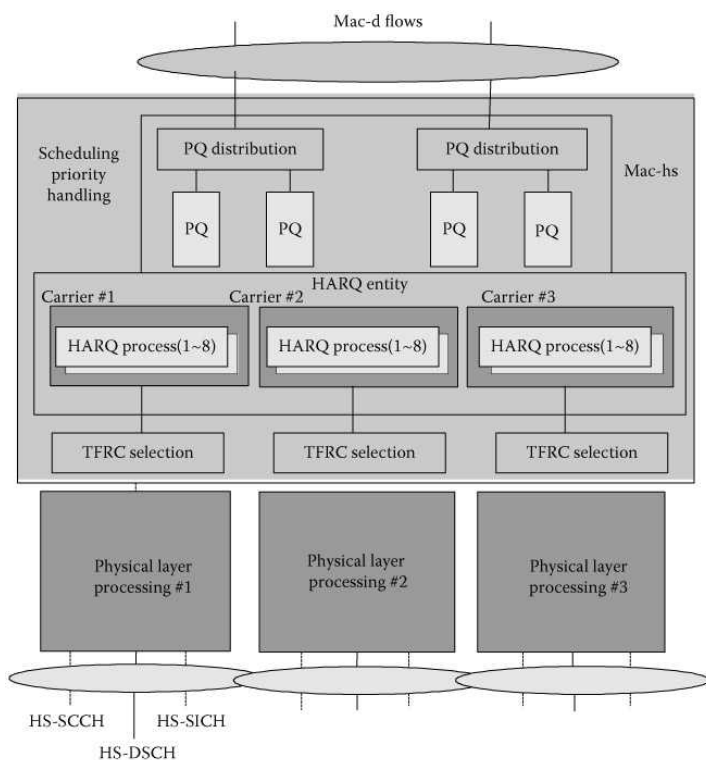 Mac-d flows
Scheduling
priority
handling
PQ distribution
PQ distribution
Mac-hs
PQ
PQ
PQ
PQ
HARQ entity
Carrier #1
Carrier #2
Carrier #3
HARQ process(1~8)
HARQ process(1~8)
HARQ process(1~8)
TFRC selection
TFRC selection
TFRC selection
Physical layer
processing #1
Physical layer
processing #2
Physical layer
processing #3
HS-SCCH
HS-SICH
HS-DSCH